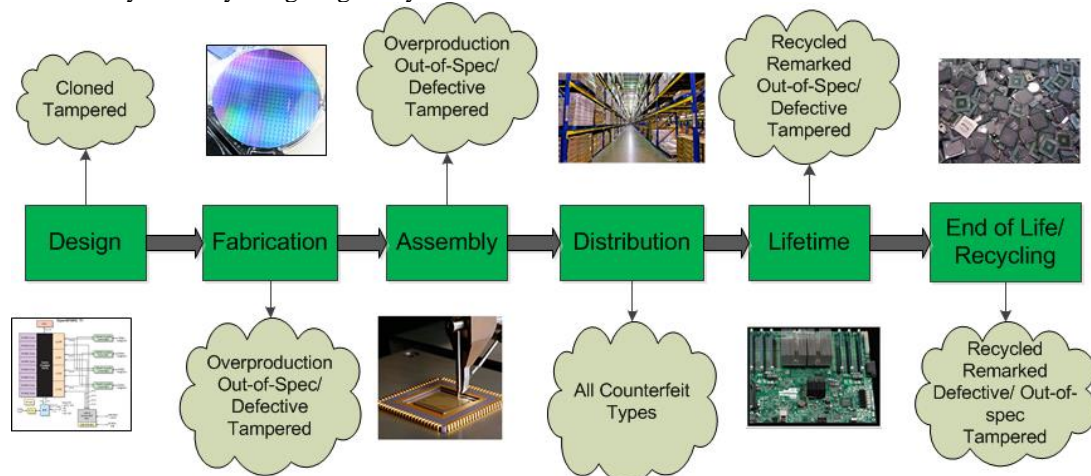 Cloned
Tampered
Overproduction
Out-of-Spec/
Defective
Tampered
Recycled
Remarked
Out-of-Spec/
Defective
Tampered
Design
Fabrication
Assembly
Distribution
Lifetime
End of Life/
Recycling
Overproduction
Out-of-Spec/
Defective
Tampered
All Counterfeit
Types
Recycled
Remarked
Defective/ Out-of-
spec
Tampered